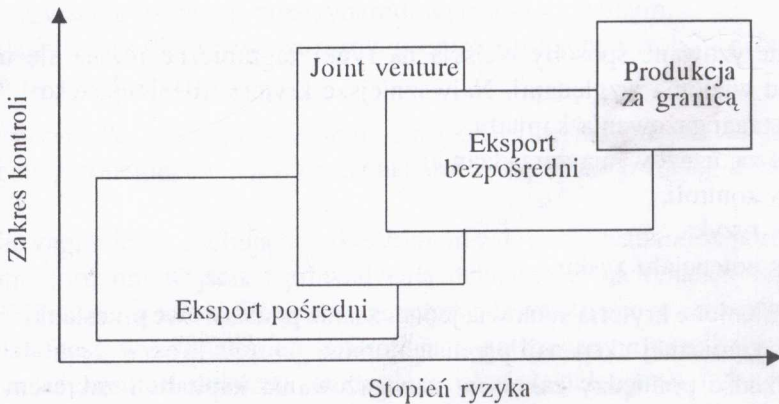 Zakres kontroli
Joint venture
Produkcja
za granicą
Eksport
bezpośredni
Eksport pośredni
Stopień ryzyka